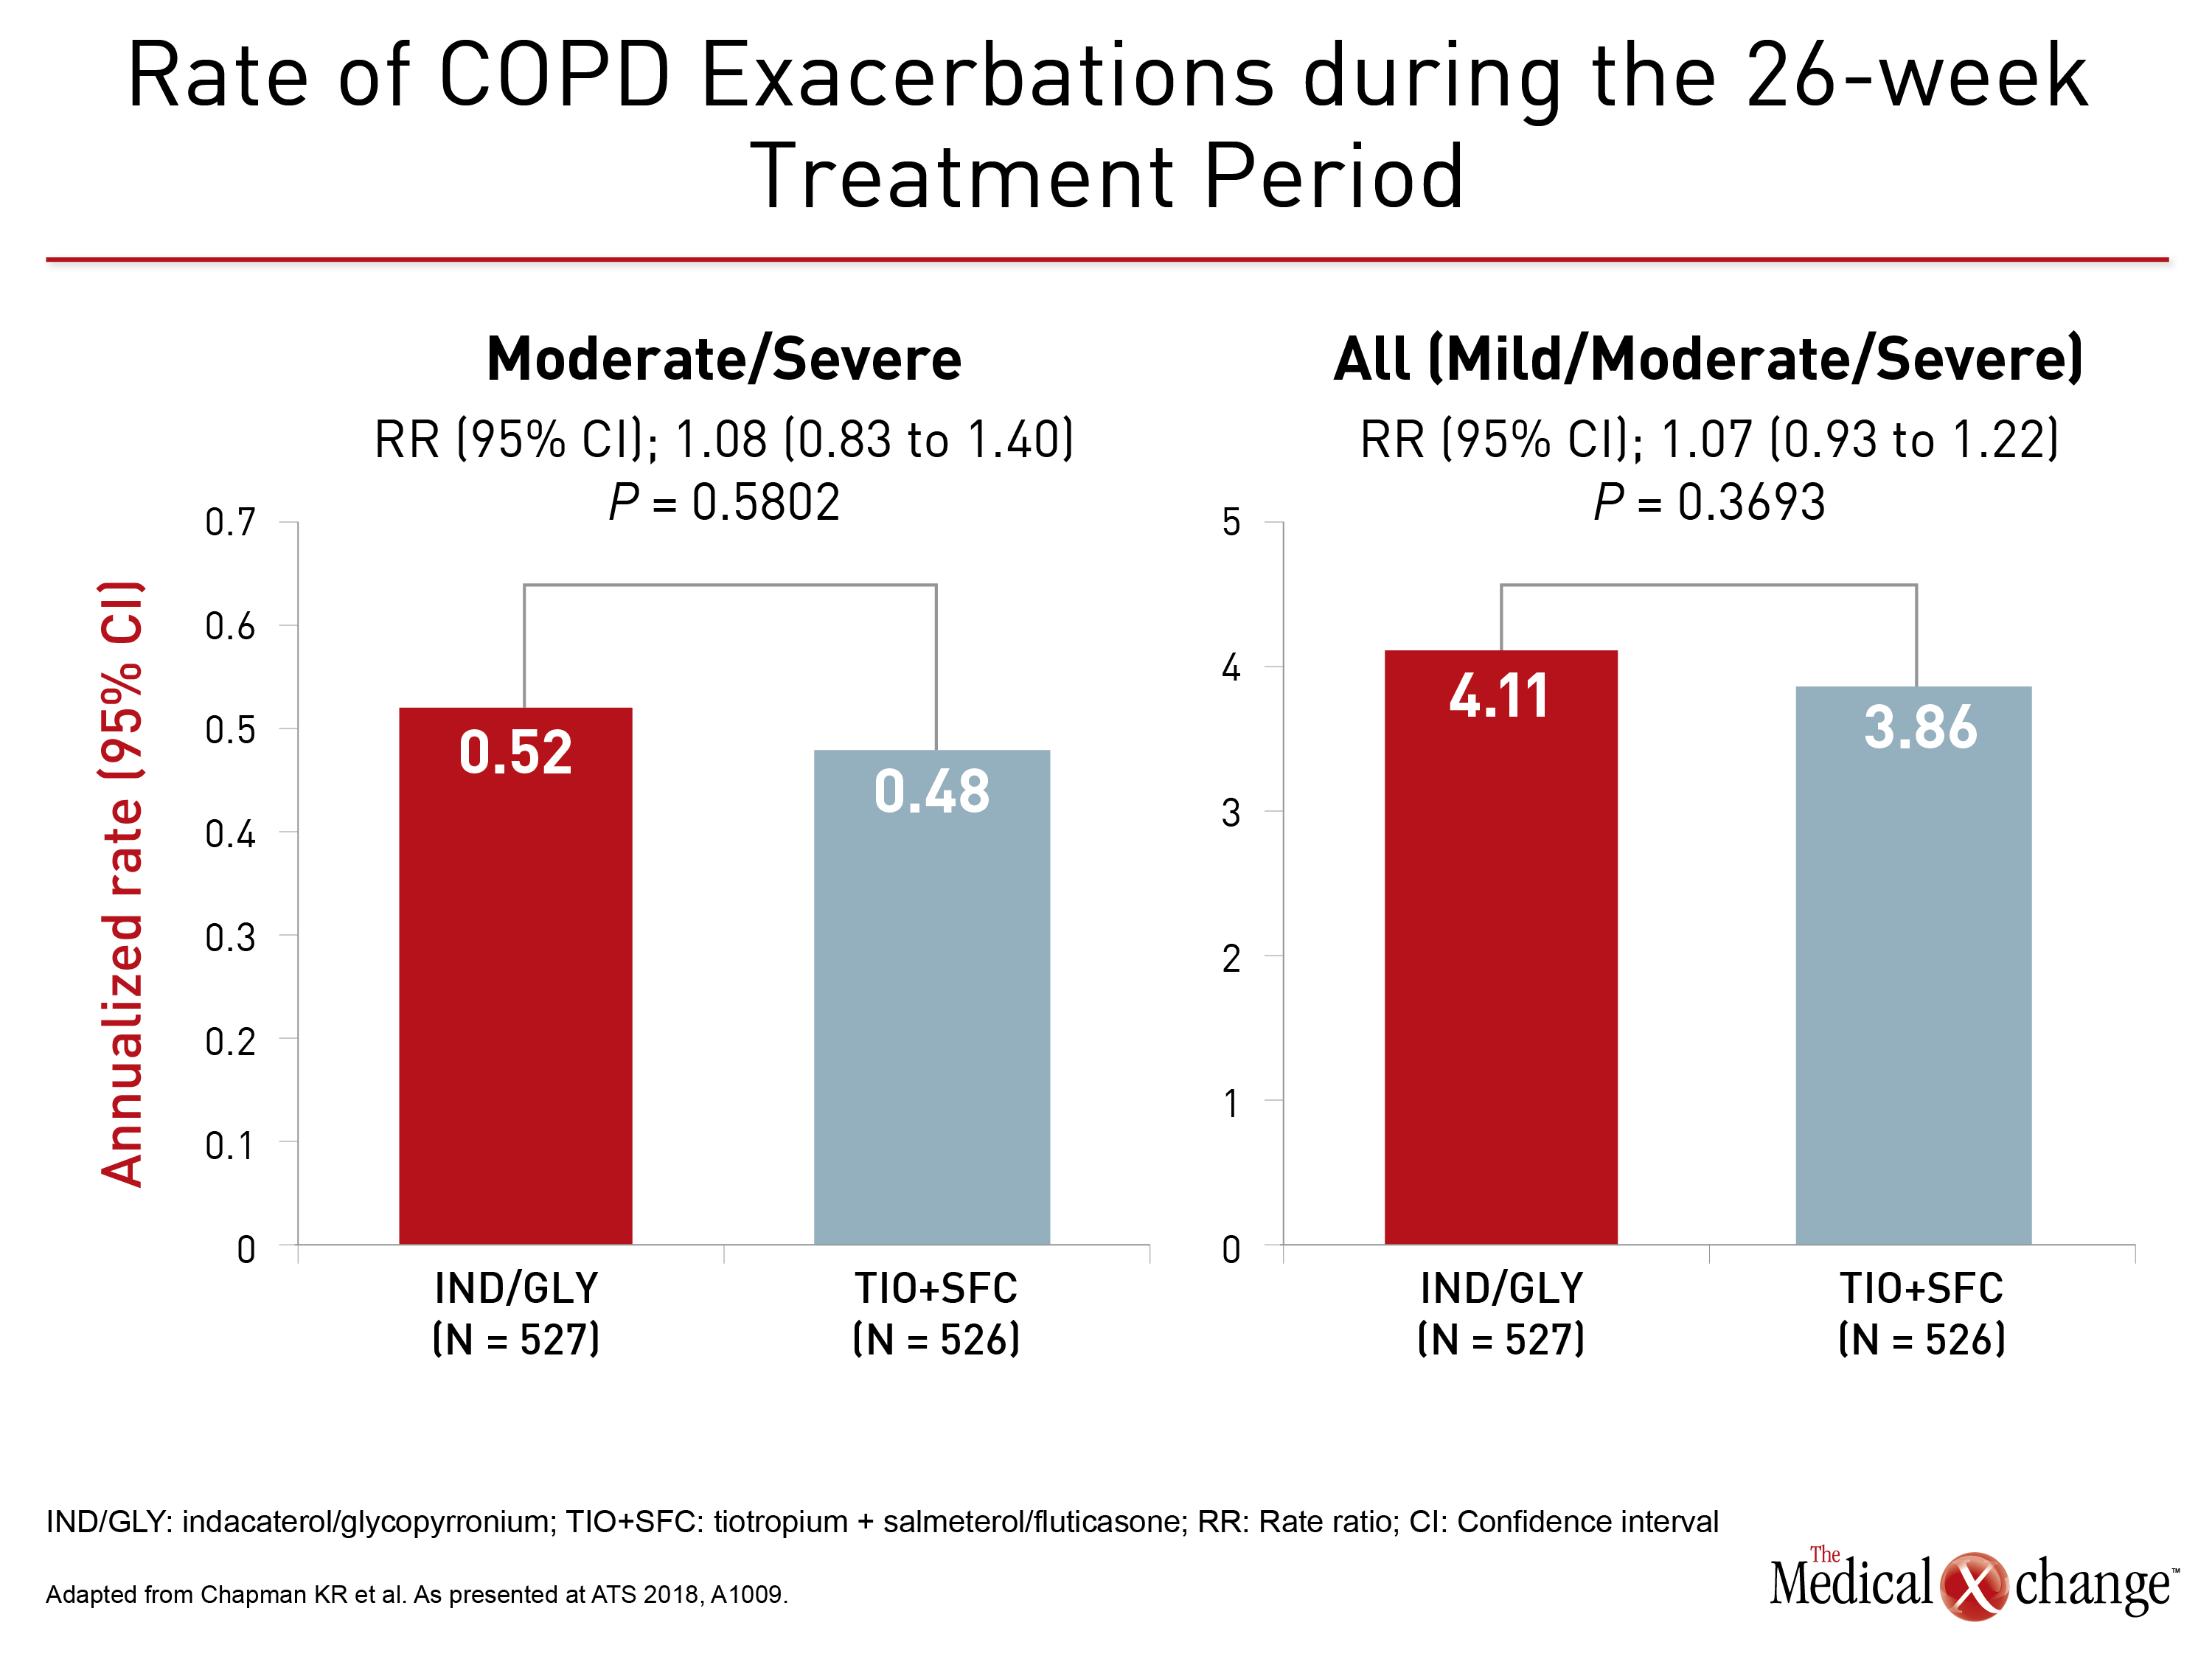 Rate of COPD Exacerbations during the 26-week
Treatment Period
Moderate/Severe
RR (95% CI); 1.08 (0.83 to 1.40)
P = 0.5802
Annualized rate (95% CI)
0.7
0.6
0.5
0.4
0.3
0.2
0.1
0
0.52
0.48
IND/GLY
(N = 527)
TIO+SFC
(N = 526)
All (Mild/Moderate/Severe)
RR (95% CI); 1.07 (0.93 to 1.22)
P = 0.3693
5
4
3
2
1
0
4.11
3.86
IND/GLY
(N = 527)
TIO+SFC
(N = 526)
IND/GLY: indacaterol/glycopyrronium; TIO+SFC: tiotropium + salmeterol/fluticasone; RR: Rate ratio; CI: Confidence interval
Adapted from Chapman KR et al. As presented at ATS 2018, A1009.
The
Medical Xchange™